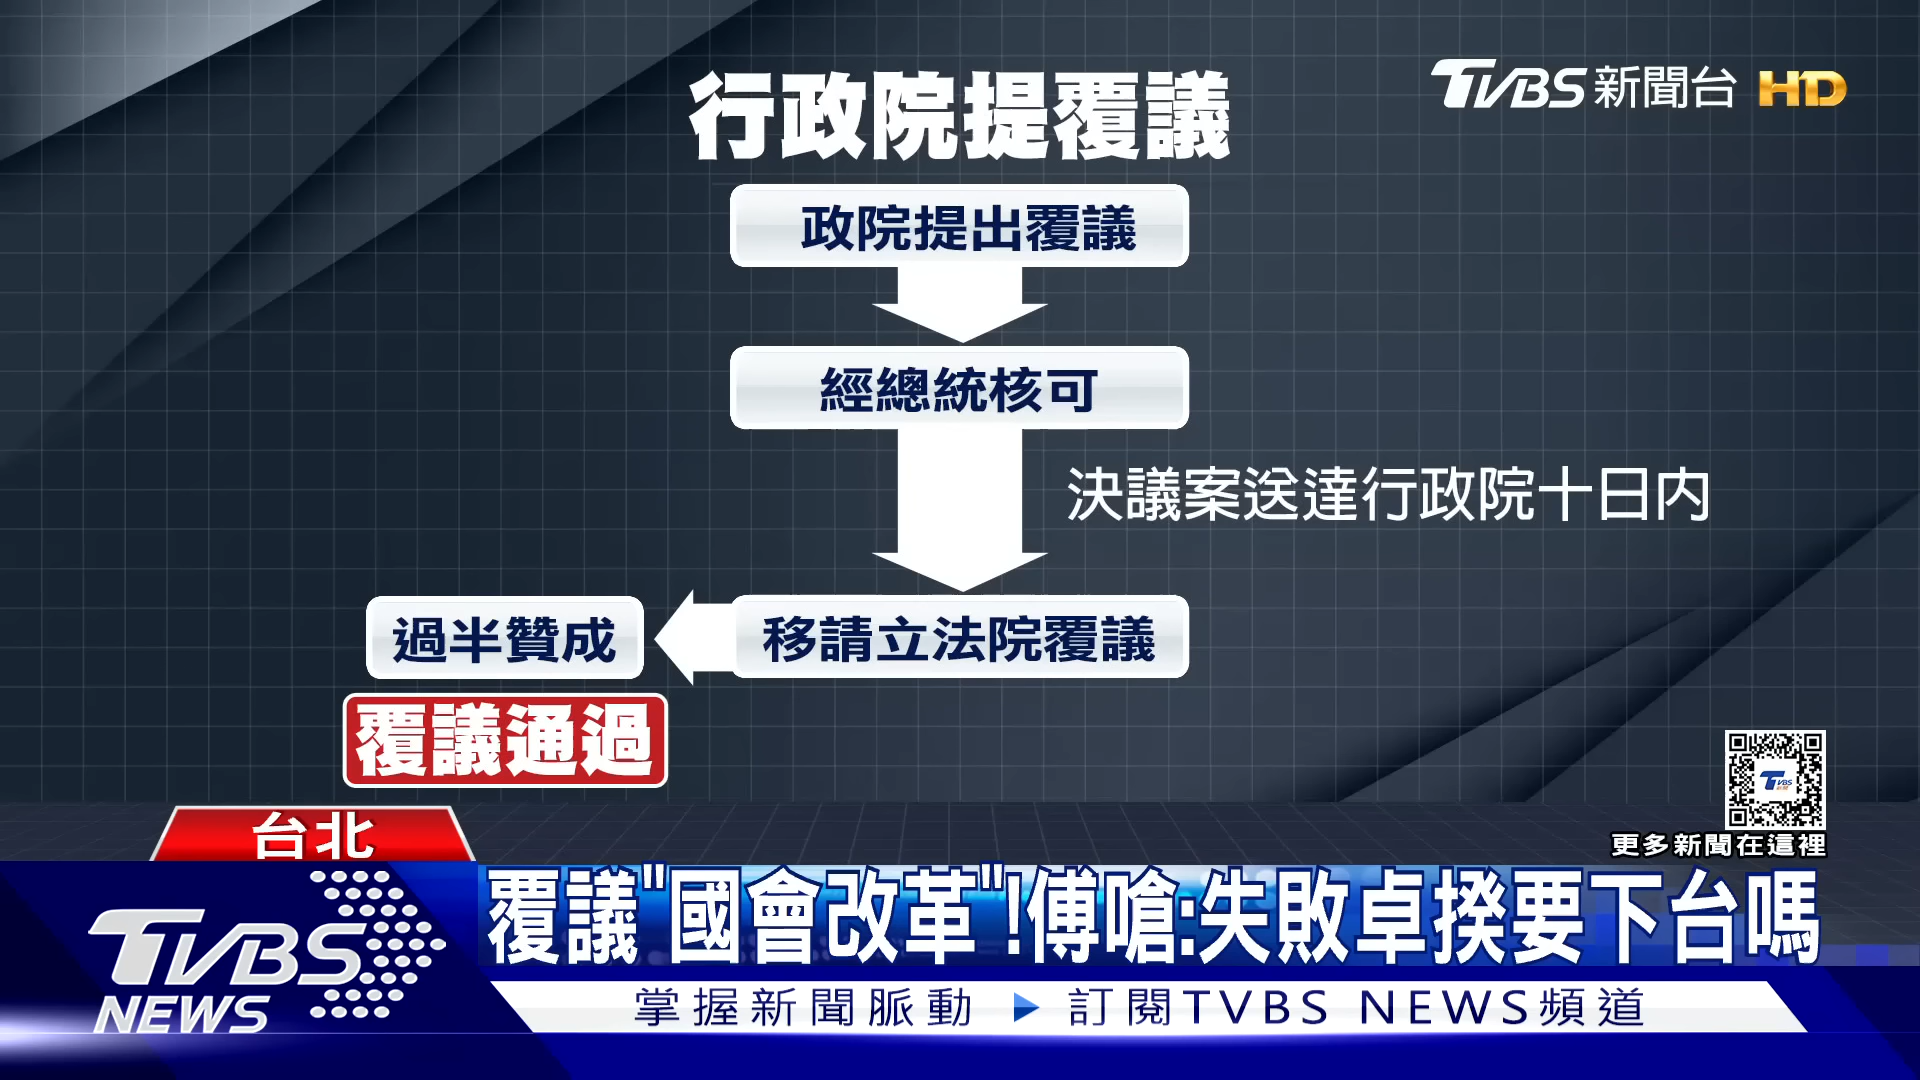 行政院提覆議
TVBS新聞台 HD
政院提出覆議
經總統核可
決議案送達行政院十日內
移請立法院覆議
過半贊成
覆議通過
TVBS
更多新聞在這裡
台北
覆議"國會改革"!傅嗆:失敗卓揆要下台嗎
TVBS
NEWS
掌握新聞脈動 ▶ 訂閱TVBS NEWS頻道